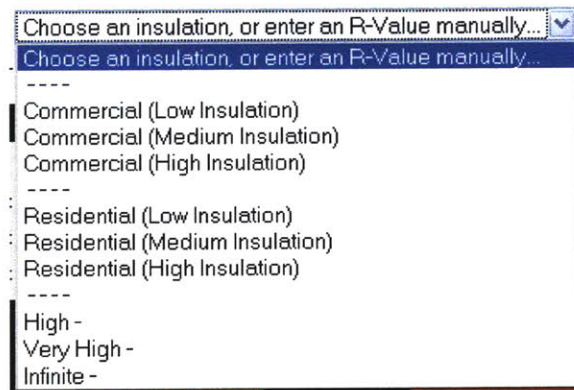 Choose an insulation, or enter an R-Value manually...
Choose an insulation, or enter an R-Value manually...
----
Commercial (Low Insulation)
Commercial (Medium Insulation)
Commercial (High Insulation)
----
Residential (Low Insulation)
Residential (Medium Insulation)
Residential (High Insulation)
----
High -
Very High -
Infinite -